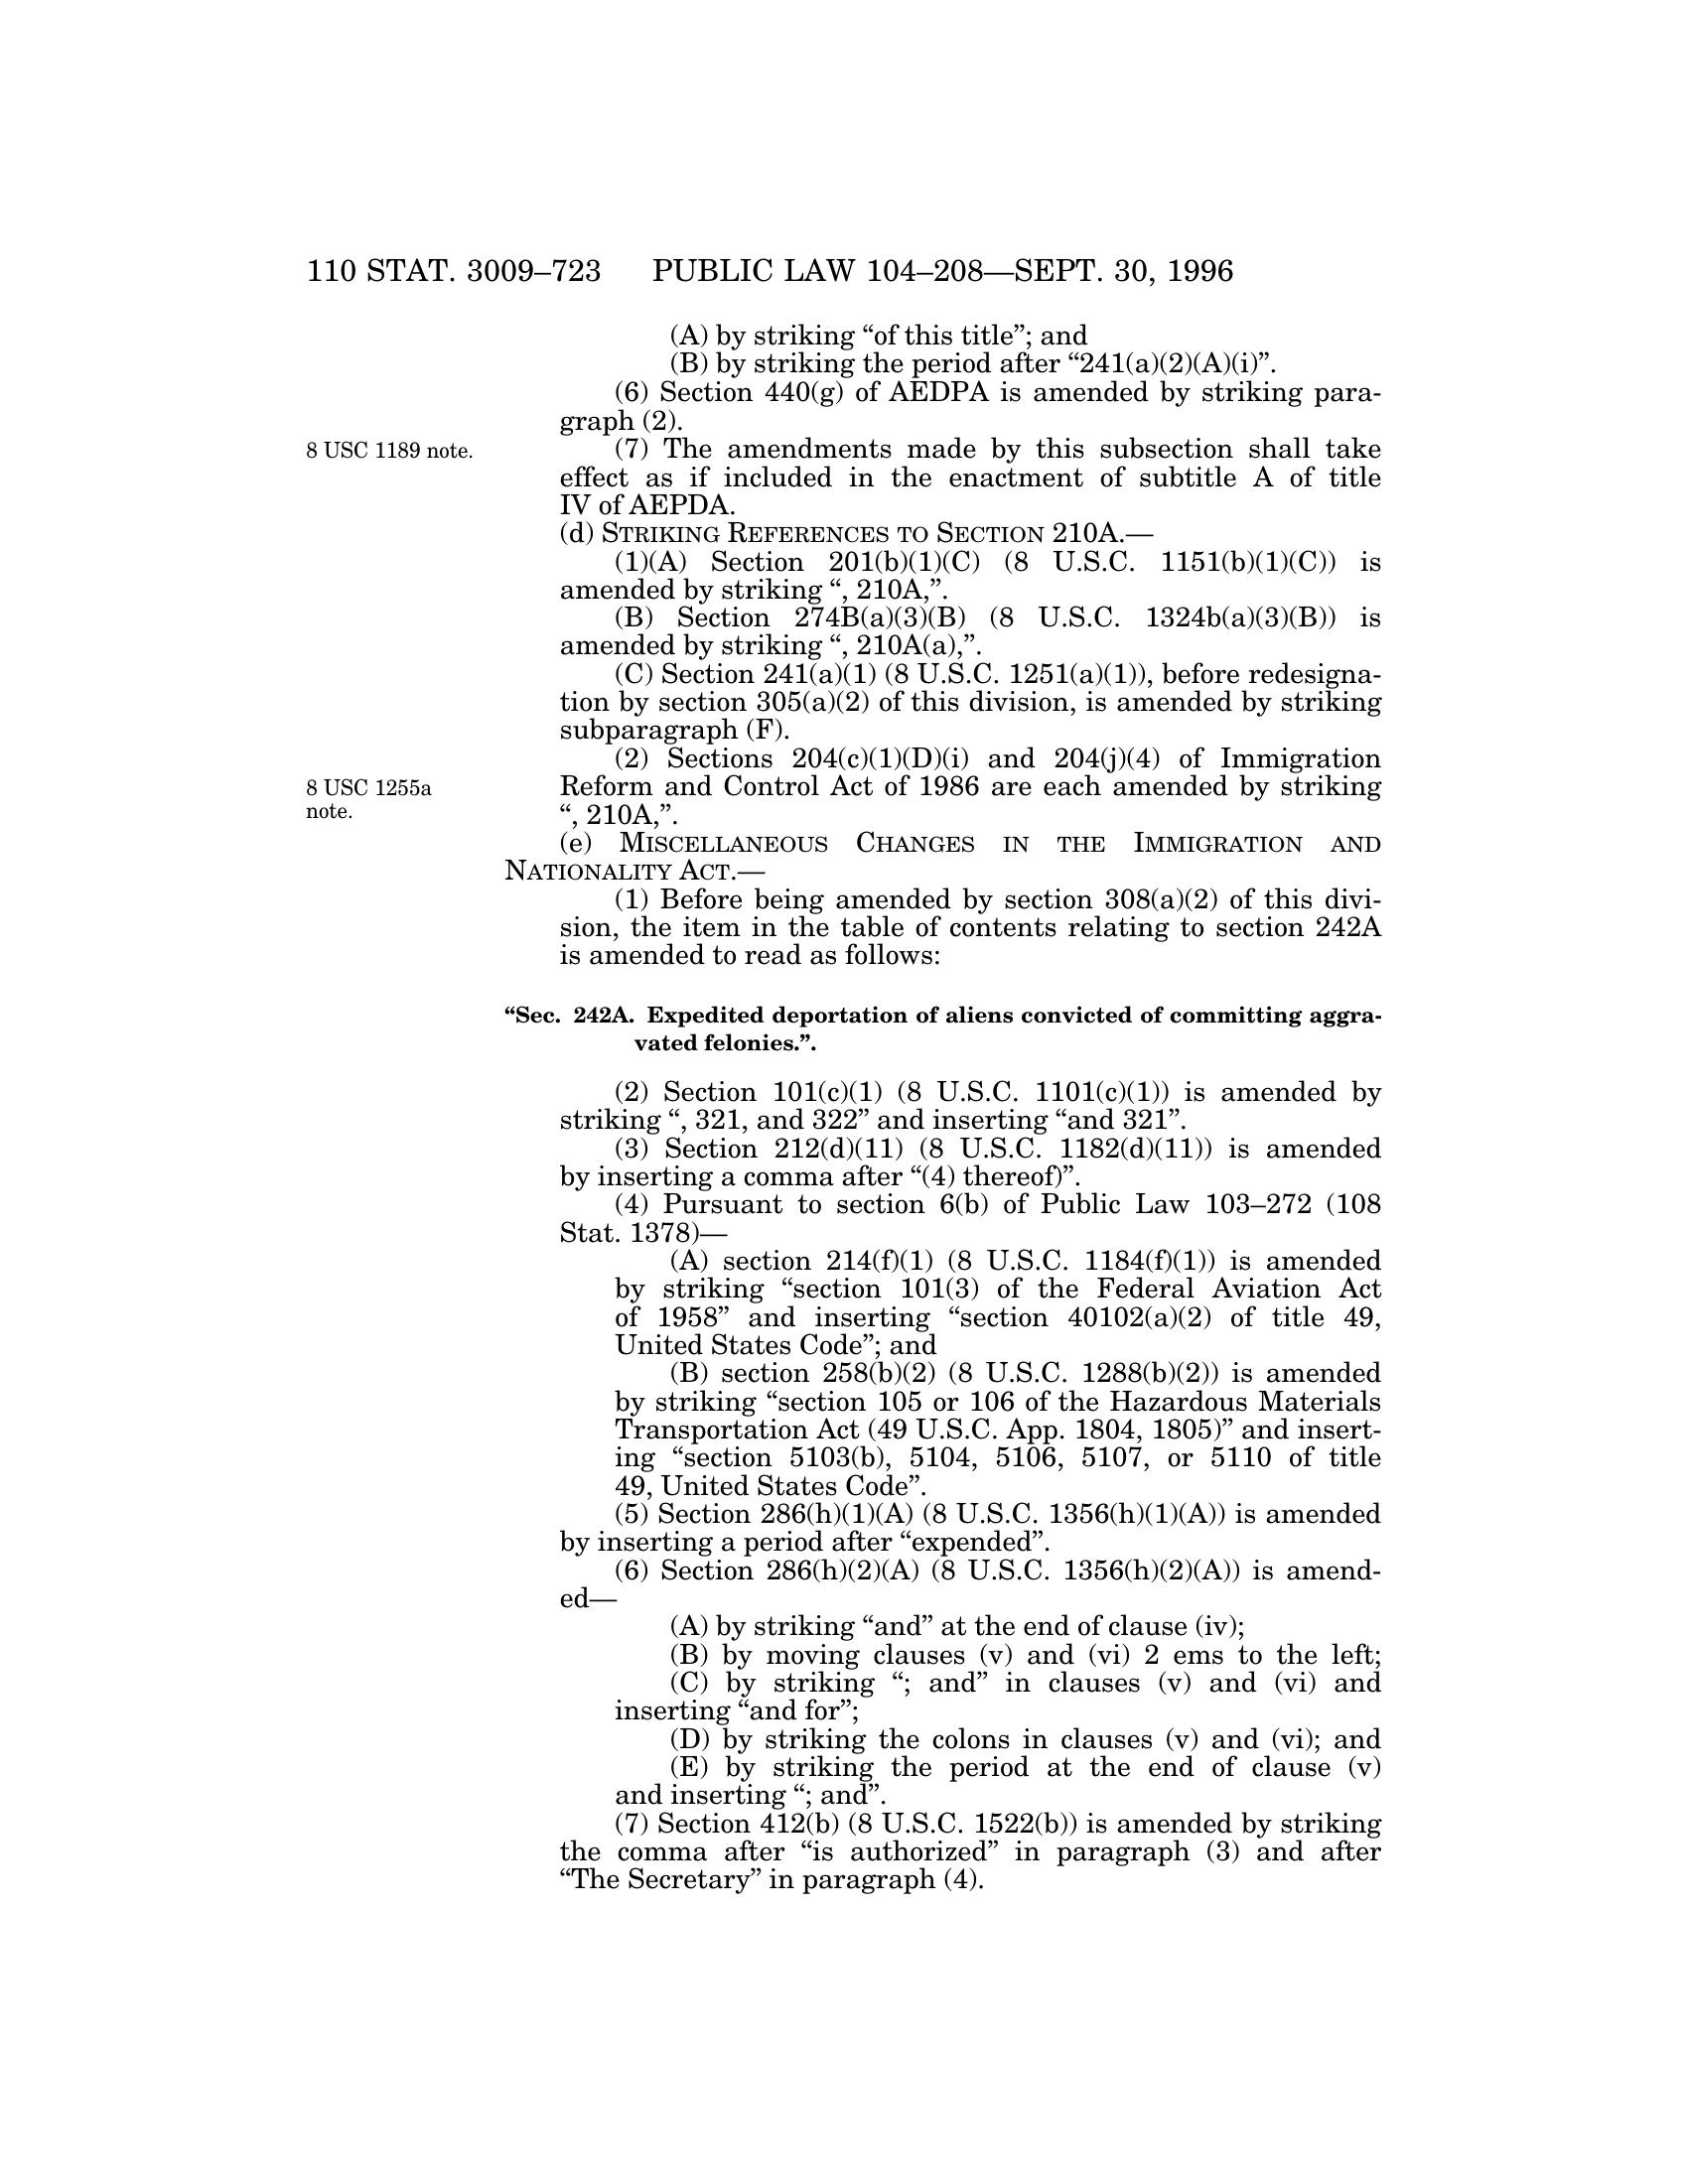 110 STAT. 3009–723 PUBLIC LAW 104–208—SEPT. 30, 1996
(A) by striking “of this title”; and
(B) by striking the period after “241(a)(2)(A)(i)”.
(6) Section 440(g) of AEDPA is amended by striking para-
graph (2).
8 USC 1189 note.
(7) The amendments made by this subsection shall take
effect as if included in the enactment of subtitle A of title
IV of AEPDA.
(d) STRIKING REFERENCES TO SECTION 210A.—
(1)(A) Section 201(b)(1)(C) (8 U.S.C. 1151(b)(1)(C)) is
amended by striking “, 210A,”.
(B) Section 274B(a)(3)(B) (8 U.S.C. 1324b(a)(3)(B)) is
amended by striking “, 210A(a),”.
(C) Section 241(a)(1) (8 U.S.C. 1251(a)(1)), before redesigna-
tion by section 305(a)(2) of this division, is amended by striking
subparagraph (F).
(2) Sections 204(c)(1)(D)(i) and 204(j)(4) of Immigration
8 USC 1255a
note.
Reform and Control Act of 1986 are each amended by striking
“, 210A,”.
(e) MISCELLANEOUS CHANGES IN THE IMMIGRATION AND
NATIONALITY ACT.—
(1) Before being amended by section 308(a)(2) of this divi-
sion, the item in the table of contents relating to section 242A
is amended to read as follows:
“Sec. 242A. Expedited deportation of aliens convicted of committing aggra-
vated felonies.”.
(2) Section 101(c)(1) (8 U.S.C. 1101(c)(1)) is amended by
striking “, 321, and 322” and inserting “and 321”.
(3) Section 212(d)(11) (8 U.S.C. 1182(d)(11)) is amended
by inserting a comma after “(4) thereof)”.
(4) Pursuant to section 6(b) of Public Law 103–272 (108
Stat. 1378)—
(A) section 214(f)(1) (8 U.S.C. 1184(f)(1)) is amended
by striking “section 101(3) of the Federal Aviation Act
of 1958” and inserting “section 40102(a)(2) of title 49,
United States Code”; and
(B) section 258(b)(2) (8 U.S.C. 1288(b)(2)) is amended
by striking “section 105 or 106 of the Hazardous Materials
Transportation Act (49 U.S.C. App. 1804, 1805)” and insert-
ing “section 5103(b), 5104, 5106, 5107, or 5110 of title
49, United States Code”.
(5) Section 286(h)(1)(A) (8 U.S.C. 1356(h)(1)(A)) is amended
by inserting a period after “expended”.
(6) Section 286(h)(2)(A) (8 U.S.C. 1356(h)(2)(A)) is amend-
ed—
(A) by striking “and” at the end of clause (iv);
(B) by moving clauses (v) and (vi) 2 ems to the left;
(C) by striking “; and” in clauses (v) and (vi) and
inserting “and for”;
(D) by striking the colons in clauses (v) and (vi); and
(E) by striking the period at the end of clause (v)
and inserting “; and”.
(7) Section 412(b) (8 U.S.C. 1522(b)) is amended by striking
the comma after “is authorized” in paragraph (3) and after
“The Secretary” in paragraph (4).